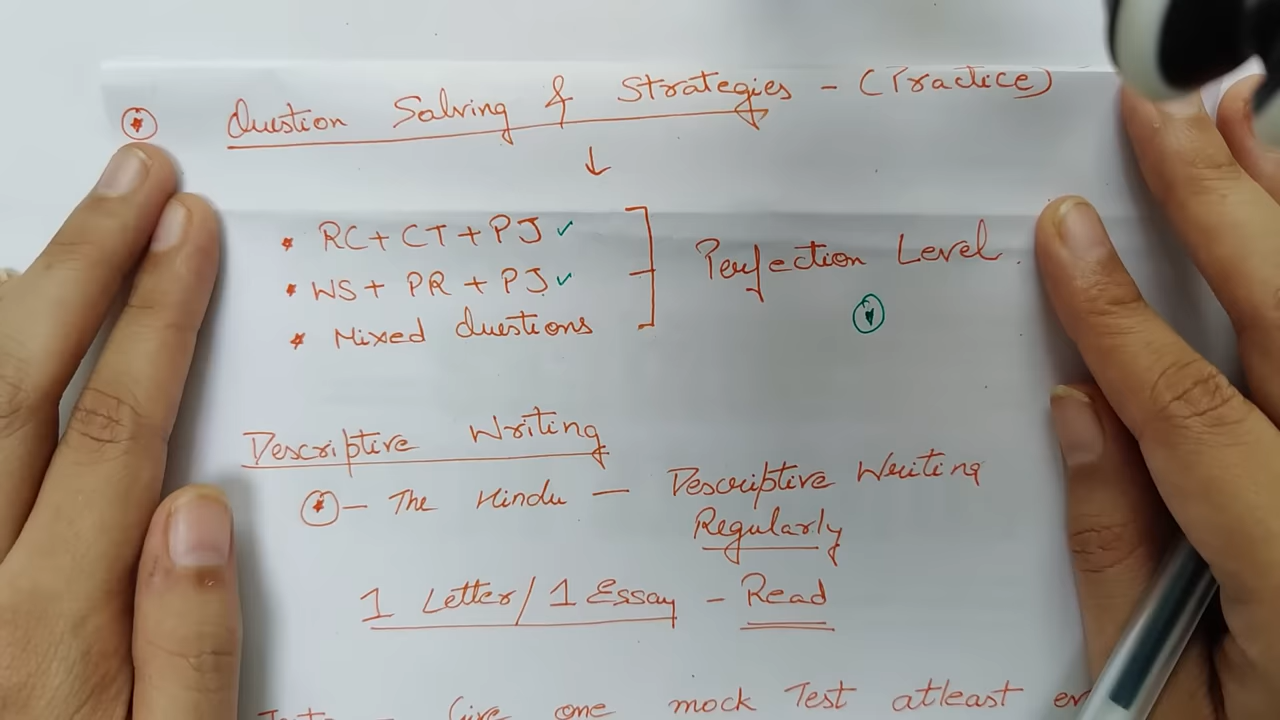 Question Solving & Strategies - (Practice)
↓
* RC + CT + PJ ✓
* WS + PR + PJ ✓
* Mixed Questions
Perfection Level
Descriptive Writing
* - The Hindu — Descriptive Writing
Regularly
1 Letter / 1 Essay - Read
Give one mock Test atleast